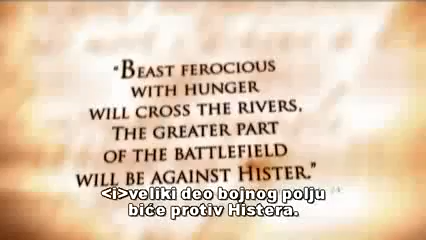 "Beast ferocious
with hunger
will cross the rivers,
The greater part
of the battlefield
will be against Hister."
<i>veliki deo bojnog polju
biće protiv Histera.